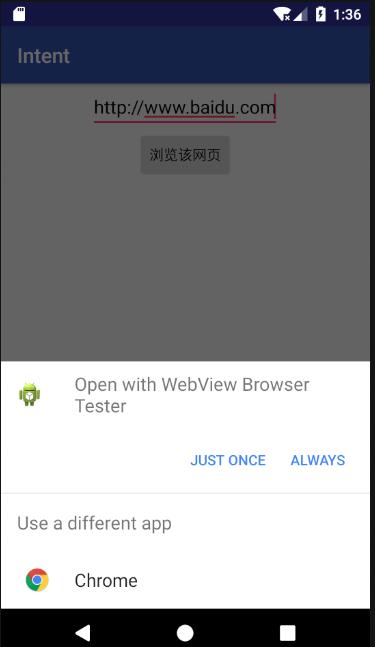 1:36
Intent
http://www.baidu.com
浏览该网页
Open with WebView Browser
Tester
JUST ONCE
ALWAYS
Use a different app
Chrome